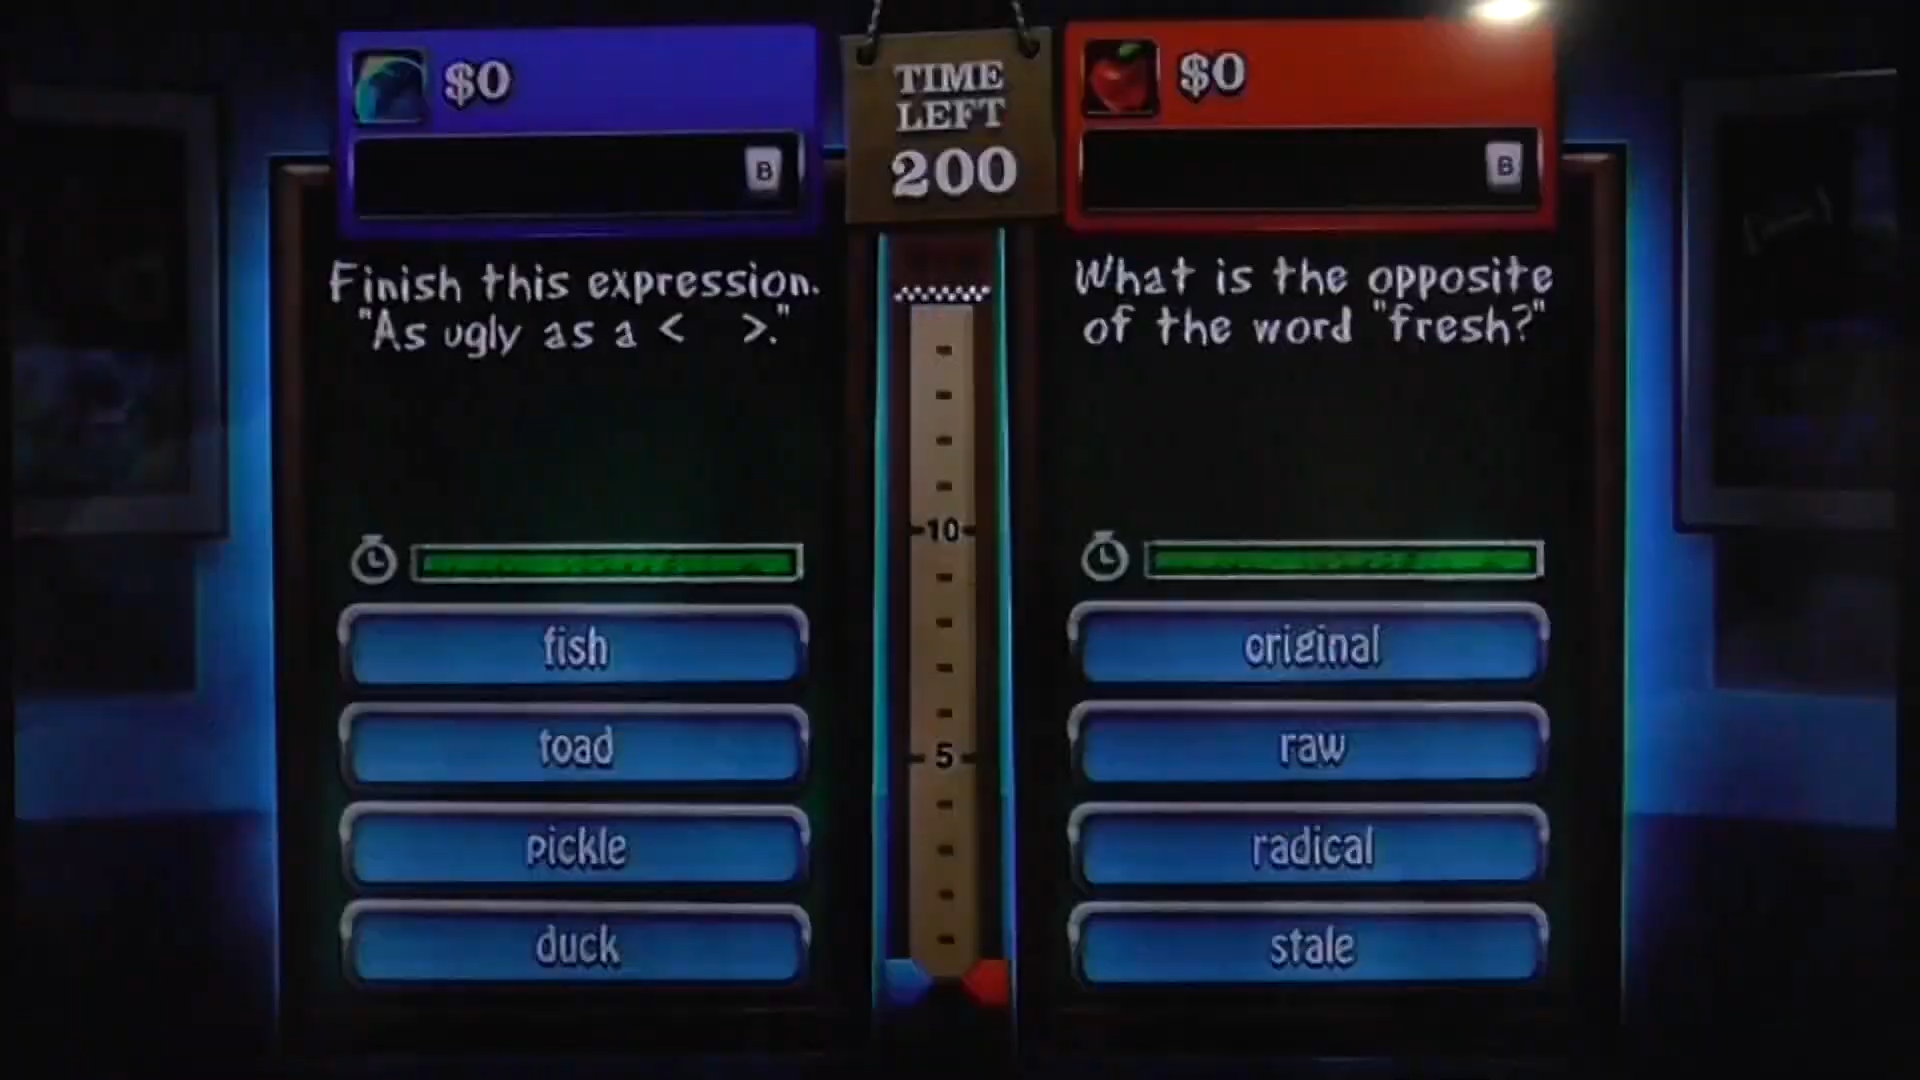 $0
B
Finish this expression.
"As ugly as a < >."
fish
toad
pickle
duck
TIME
LEFT
200
10
5
$0
B
What is the opposite
of the word "fresh?"
original
raw
radical
stale